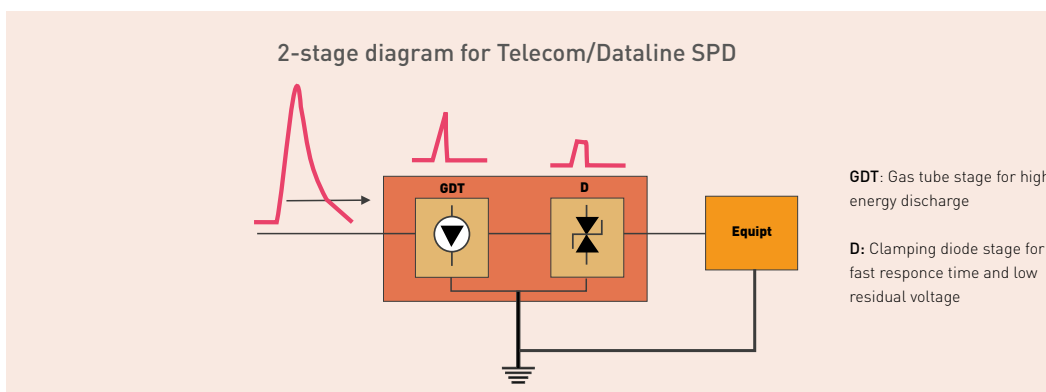 2-stage diagram for Telecom/Dataline SPD
GDT
D
Equipt
GDT: Gas tube stage for high
energy discharge
D: Clamping diode stage for
fast responce time and low
residual voltage